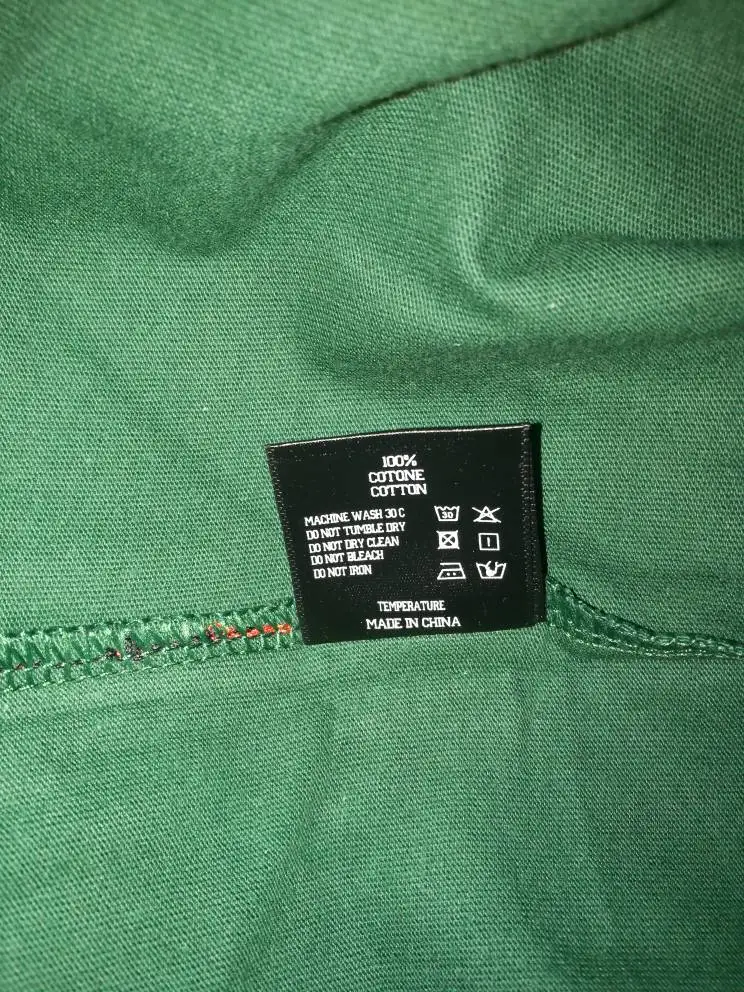 100%
COTONE
COTTON
MACHINE WASH 30 C
DO NOT TUMBLE DRY
DO NOT DRY CLEAN
DO NOT BLEACH
DO NOT IRON
30
TEMPERATURE
MADE IN CHINA